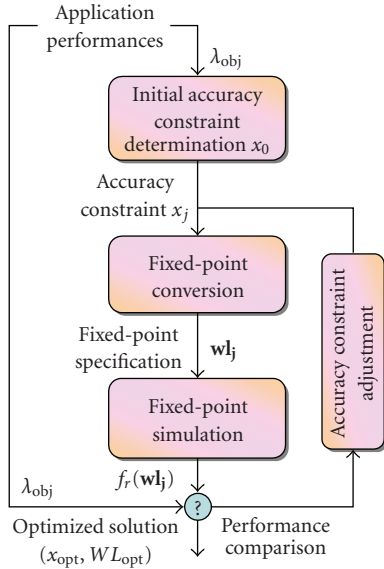 Application
performances
λobj
Initial accuracy
constraint
determination x0
Accuracy
constraint xj
Fixed-point
conversion
Fixed-point
specification
wlj
Accuracy constraint
adjustment
Fixed-point
simulation
fr(wlj)
λobj
?
Optimized solution
(xopt, WLopt)
Performance
comparison